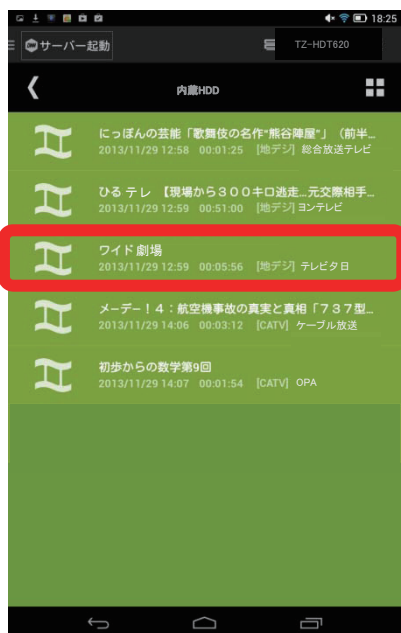 18:25
サーバー起動
TZ-HDT620
内蔵HDD
にっぽんの芸能「歌舞伎の名作"熊谷陣屋"」（前半...
2013/11/29 12:58 00:01:25 [地デジ] 総合放送テレビ
ひる テレ 【現場から３００キロ逃走...元交際相手...
2013/11/29 12:59 00:51:00 [地デジ] ヨンテレビ
ワイド 劇場
2013/11/29 12:59 00:05:56 [地デジ] テレビタ日
メーデー！４：航空機事故の真実と真相「７３７型...
2013/11/29 14:06 00:03:12 [CATV] ケーブル放送
初歩からの数学第9回
2013/11/29 14:07 00:01:54 [CATV] OPA